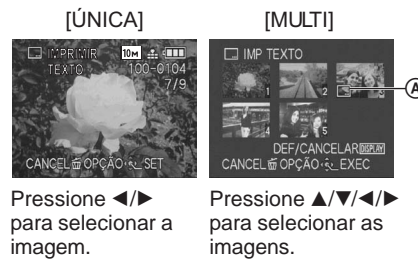 [ÚNICA]
IMPRIMIR
TEXTO
10M
100-0104
7/9
CANCEL OPÇÃO SET
Pressione ◀/▶
para selecionar a
imagem.
[MULTI]
IMP TEXTO
1 2
4 5
A
DEF/CANCELAR DISPLAY
CANCEL OPÇÃO EXEC
Pressione ▲/▼/◀/▶
para selecionar as
imagens.